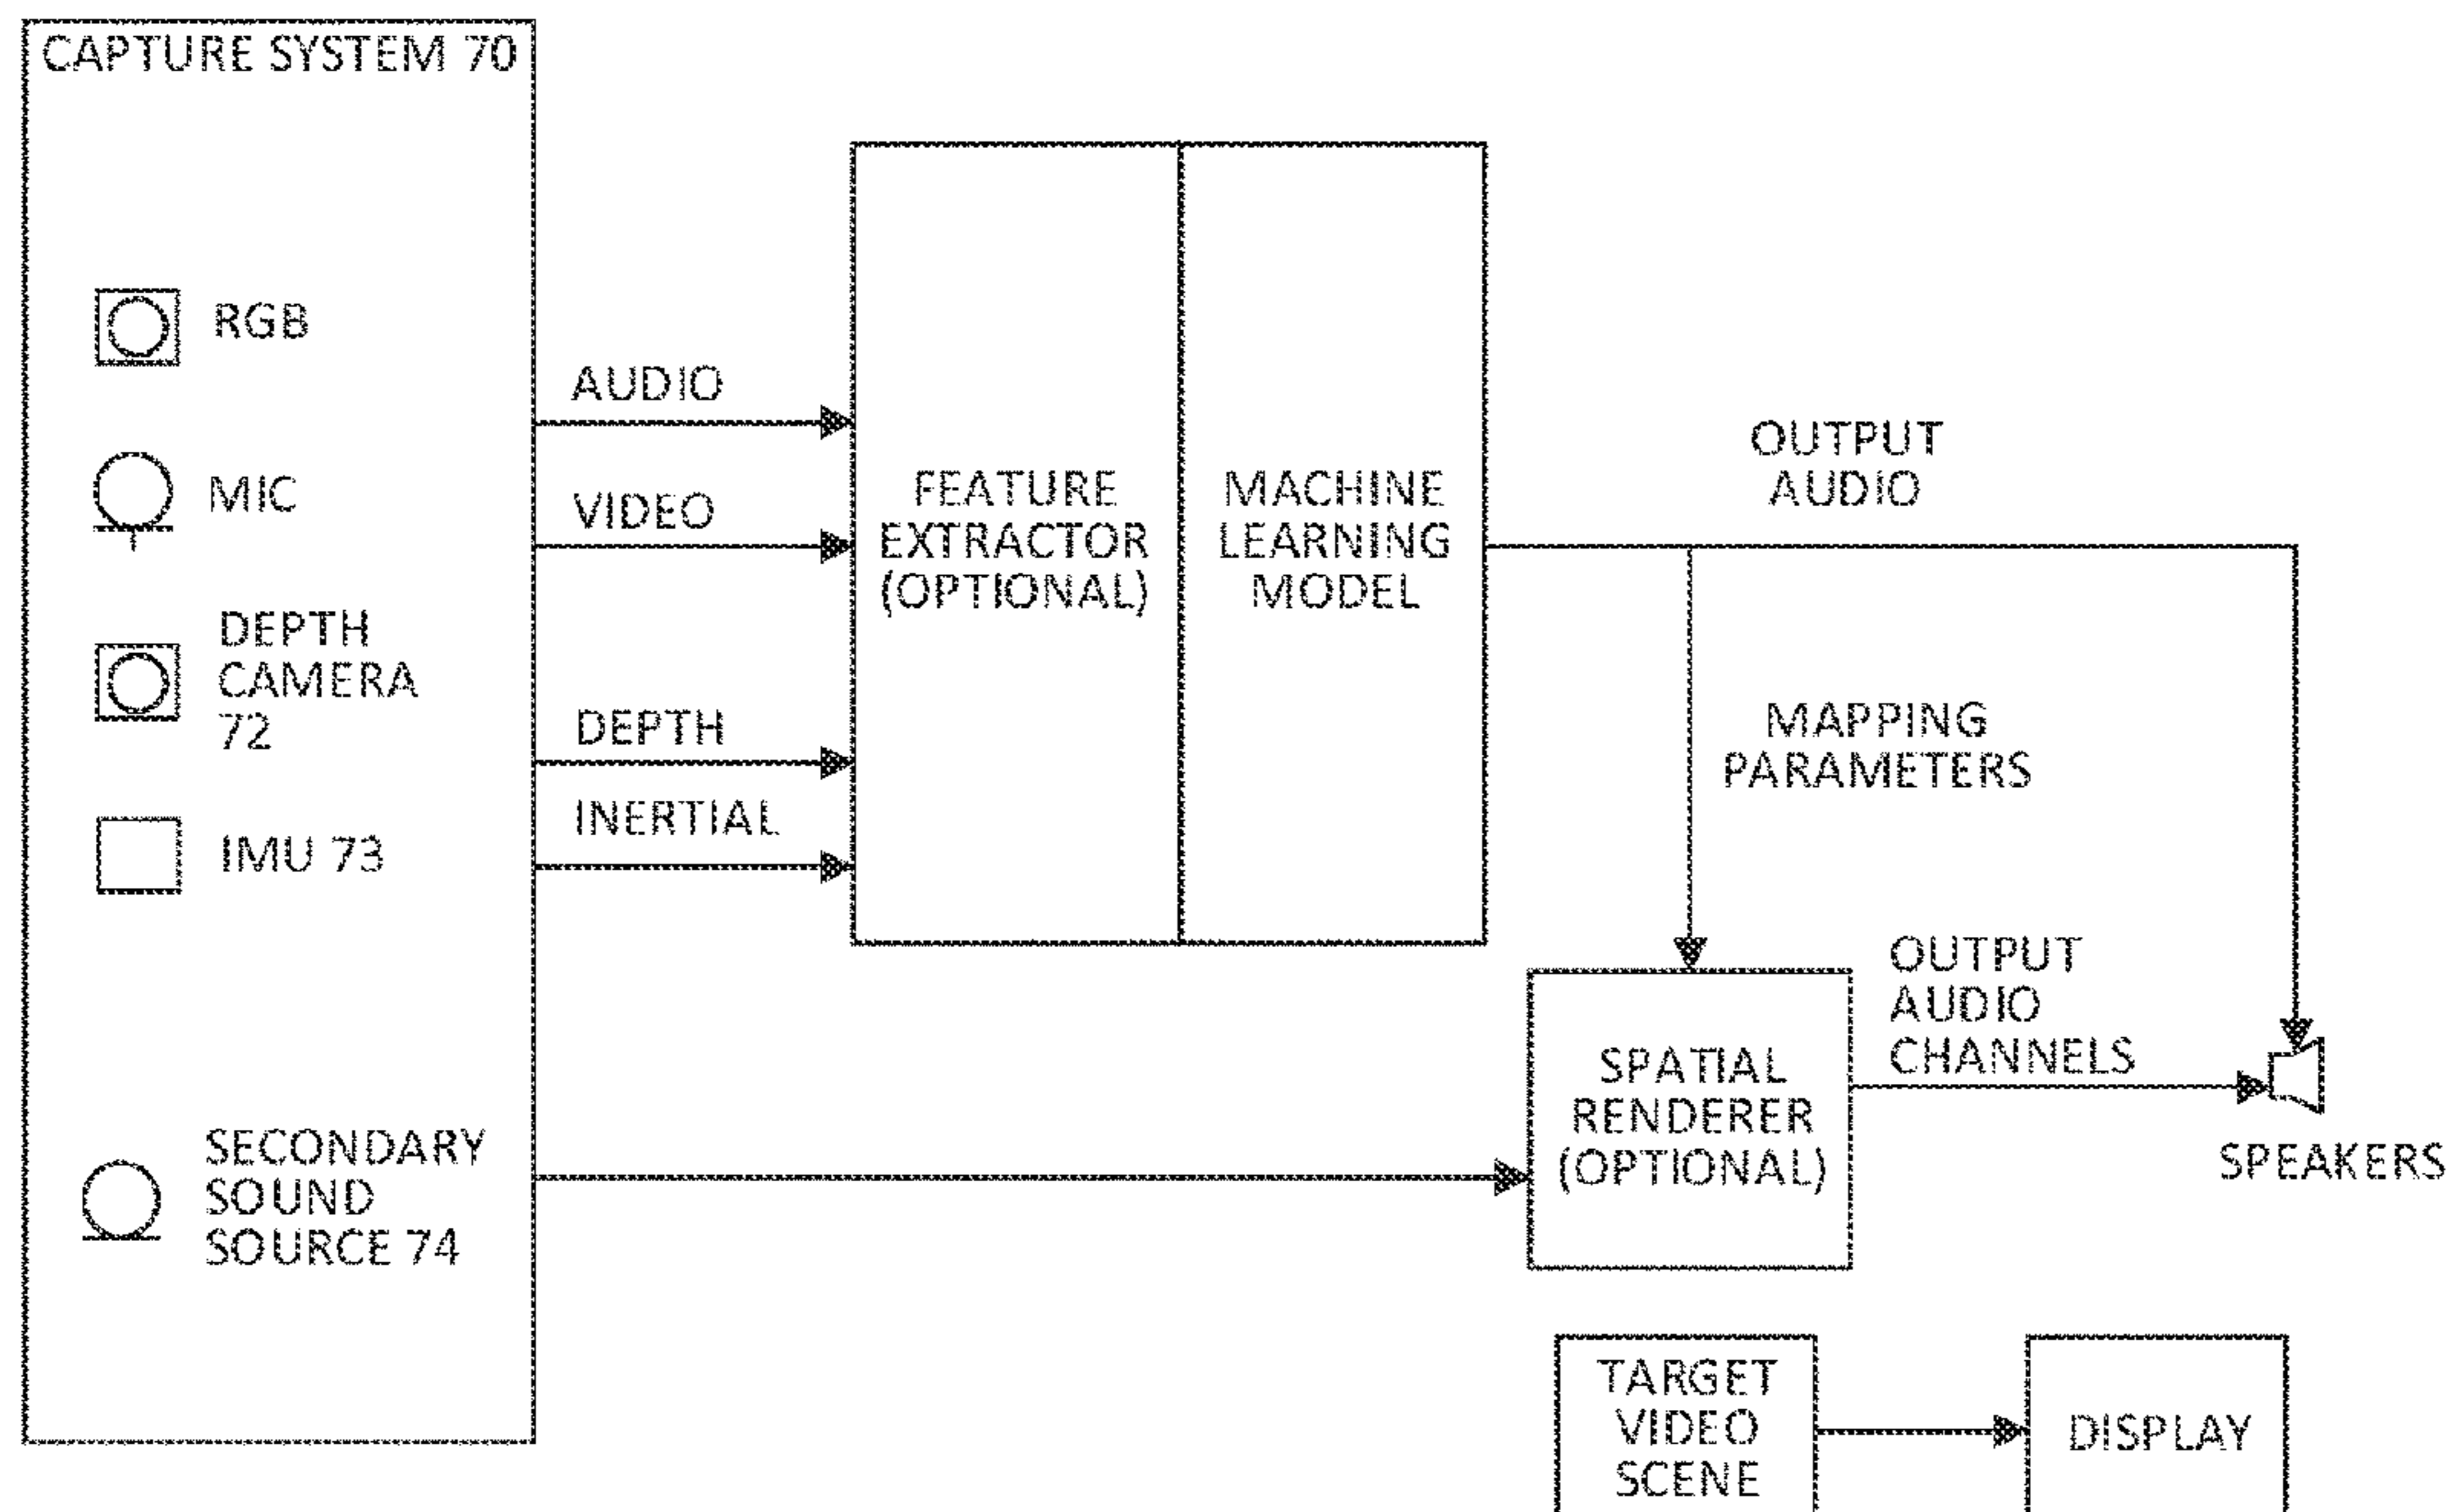 CAPTURE SYSTEM 70
RGB
MIC
DEPTH
CAMERA
72
IMU 73
SECONDARY
SOUND
SOURCE 74
AUDIO
VIDEO
DEPTH
INERTIAL
FEATURE
EXTRACTOR
(OPTIONAL)
MACHINE
LEARNING
MODEL
OUTPUT
AUDIO
MAPPING
PARAMETERS
SPATIAL
RENDERER
(OPTIONAL)
OUTPUT
AUDIO
CHANNELS
SPEAKERS
TARGET
VIDEO
SCENE
DISPLAY